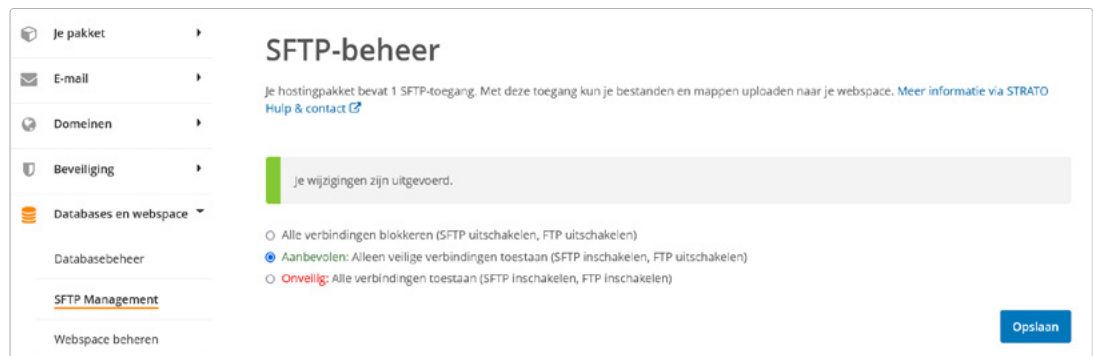 Je pakket
E-mail
Domeinen
Beveiliging
Databases en webspace
Databasebeheer
SFTP Management
Webspace beheren
SFTP-beheer
Je hostingpakket bevat 1 SFTP-toegang. Met deze toegang kun je bestanden en mappen uploaden naar je webspace. Meer informatie via STRATO
Hulp & contact
Je wijzigingen zijn uitgevoerd.
Alle verbindingen blokkeren (SFTP uitschakelen, FTP uitschakelen)
Aanbevolen: Alleen veilige verbindingen toestaan (SFTP inschakelen, FTP uitschakelen)
Onveilig: Alle verbindingen toestaan (SFTP inschakelen, FTP inschakelen)
Opslaan